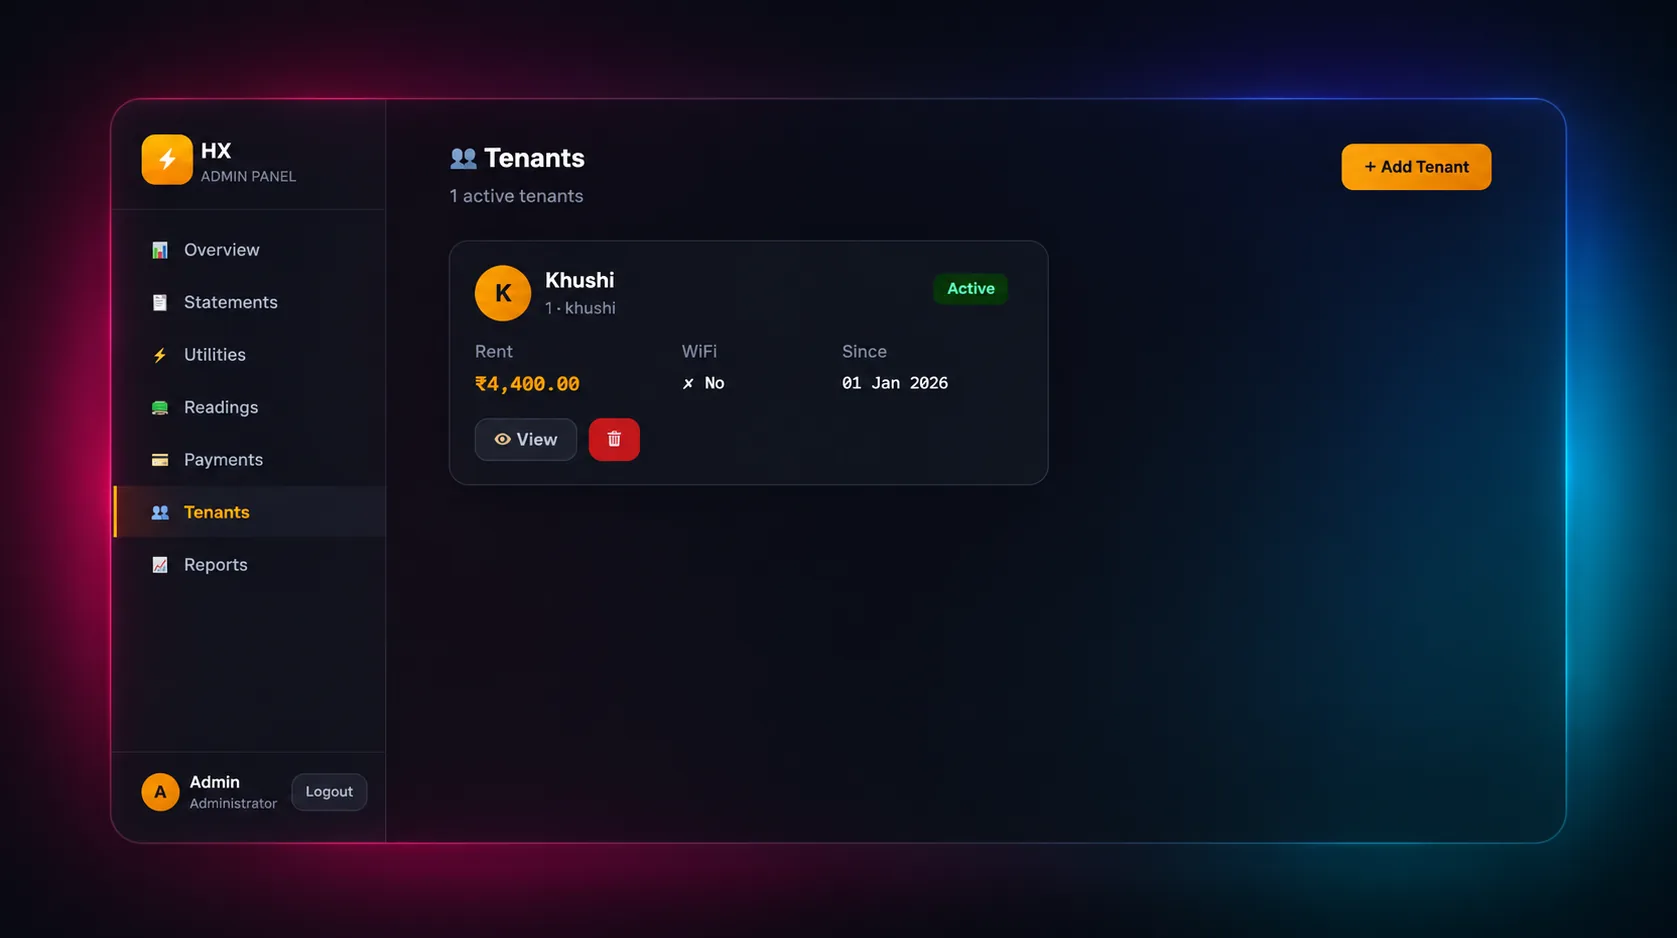 HX
ADMIN PANEL
Overview
Statements
Utilities
Readings
Payments
Tenants
Reports
A
Admin
Administrator
Logout
Tenants
1 active tenants
+ Add Tenant
K
Khushi
1 · khushi
Active
Rent
WiFi
Since
₹4,400.00
✗ No
01 Jan 2026
View